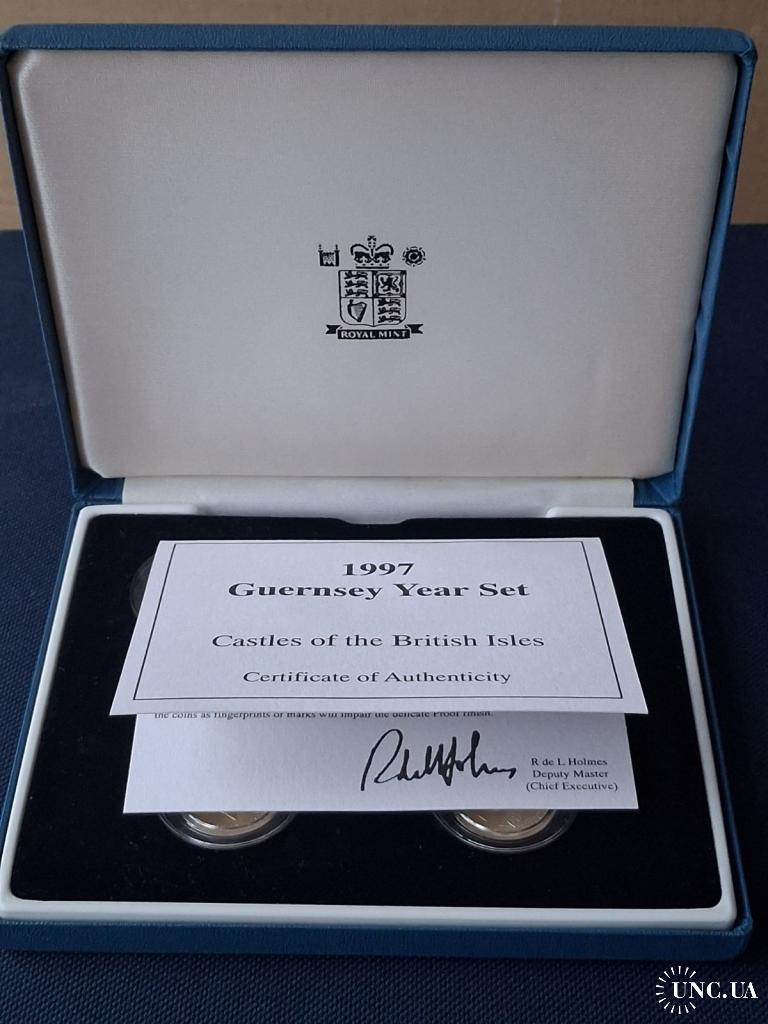 ROYAL MINT
1997
Guernsey Year Set
Castles of the British Isles
Certificate of Authenticity
the coins as fingerprints or marks will impair the delicate Proof finish.
R de L Holmes
Deputy Master
(Chief Executive)
UNC.UA